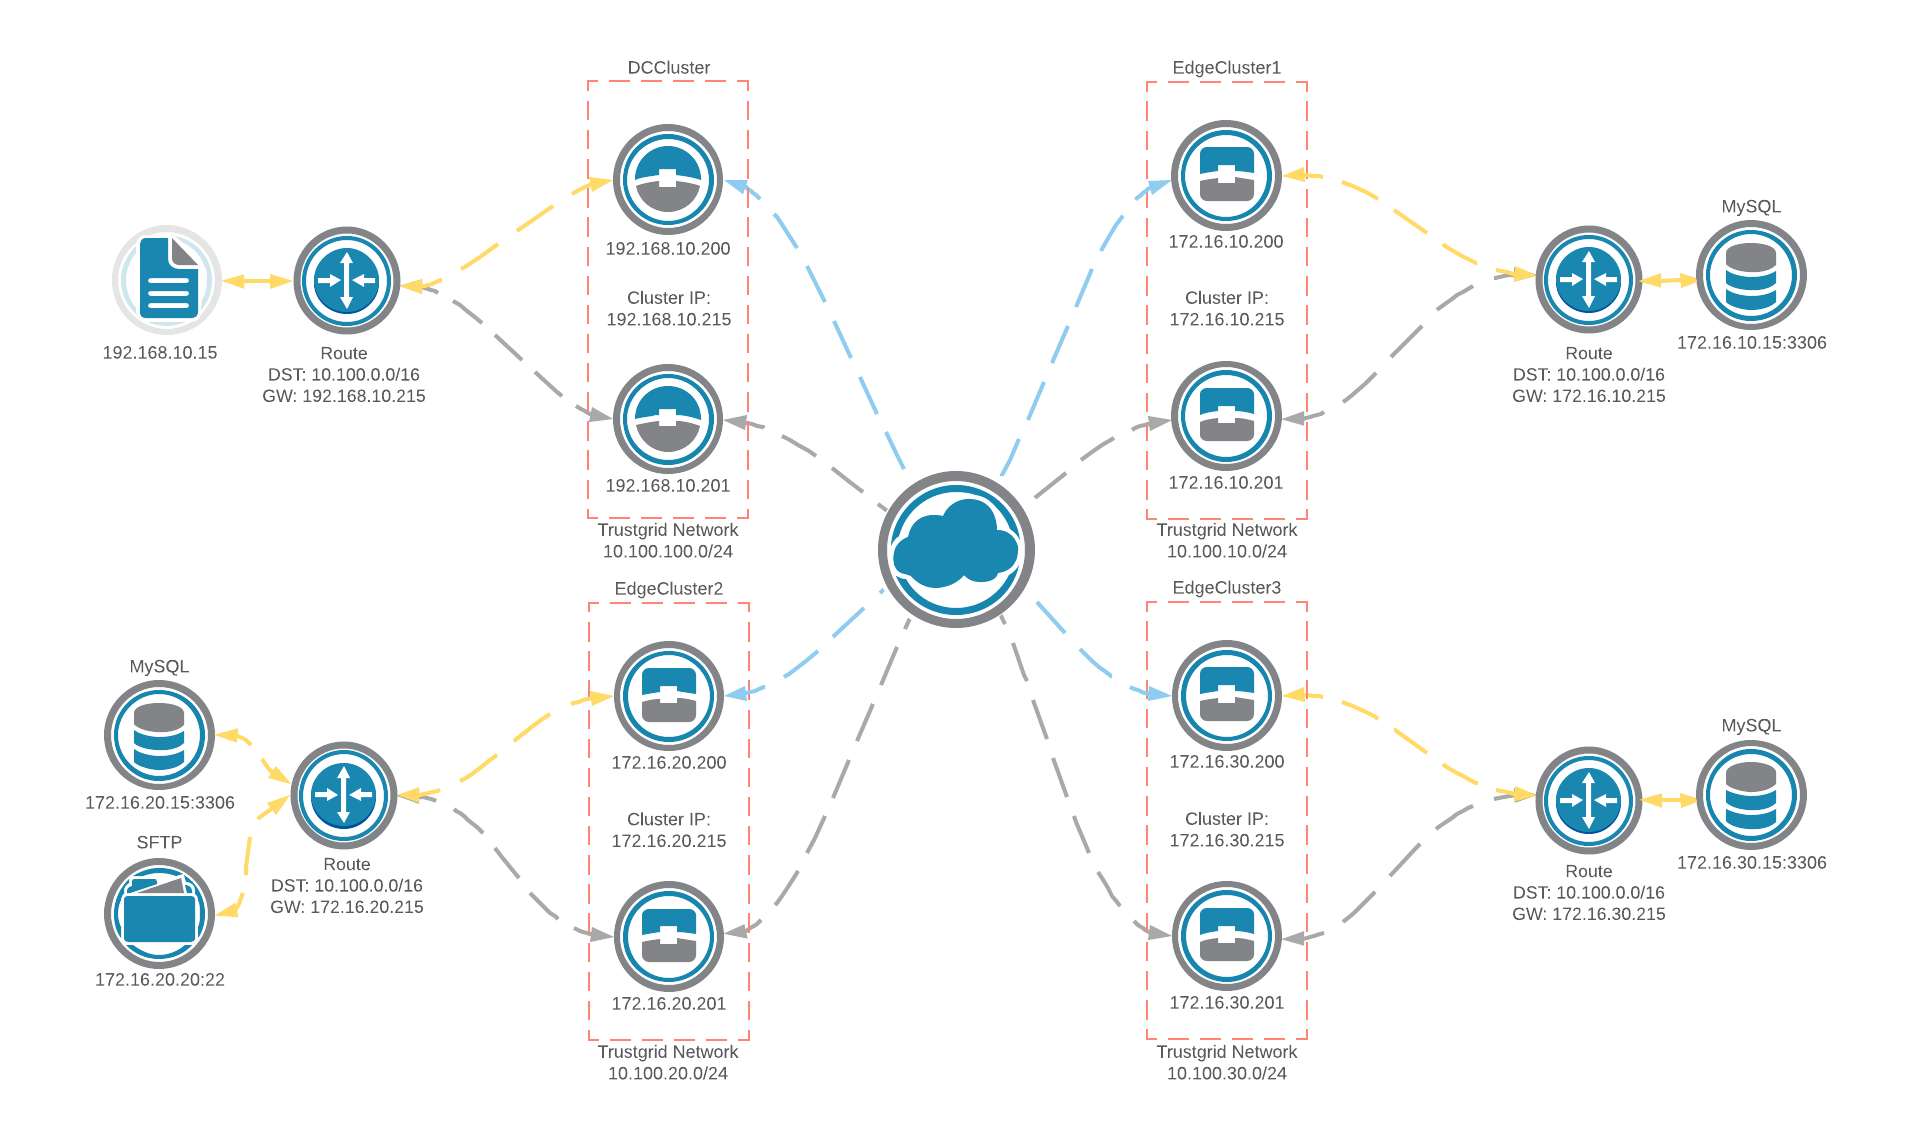 DCCluster
192.168.10.200
Cluster IP:
192.168.10.215
192.168.10.201
Trustgrid Network
10.100.100.0/24
192.168.10.15
Route
DST: 10.100.0.0/16
GW: 192.168.10.215
EdgeCluster1
172.16.10.200
Cluster IP:
172.16.10.215
172.16.10.201
Trustgrid Network
10.100.10.0/24
MySQL
172.16.10.15:3306
Route
DST: 10.100.0.0/16
GW: 172.16.10.215
EdgeCluster2
172.16.20.200
Cluster IP:
172.16.20.215
172.16.20.201
Trustgrid Network
10.100.20.0/24
MySQL
172.16.20.15:3306
SFTP
172.16.20.20:22
Route
DST: 10.100.0.0/16
GW: 172.16.20.215
EdgeCluster3
172.16.30.200
Cluster IP:
172.16.30.215
172.16.30.201
Trustgrid Network
10.100.30.0/24
MySQL
172.16.30.15:3306
Route
DST: 10.100.0.0/16
GW: 172.16.30.215